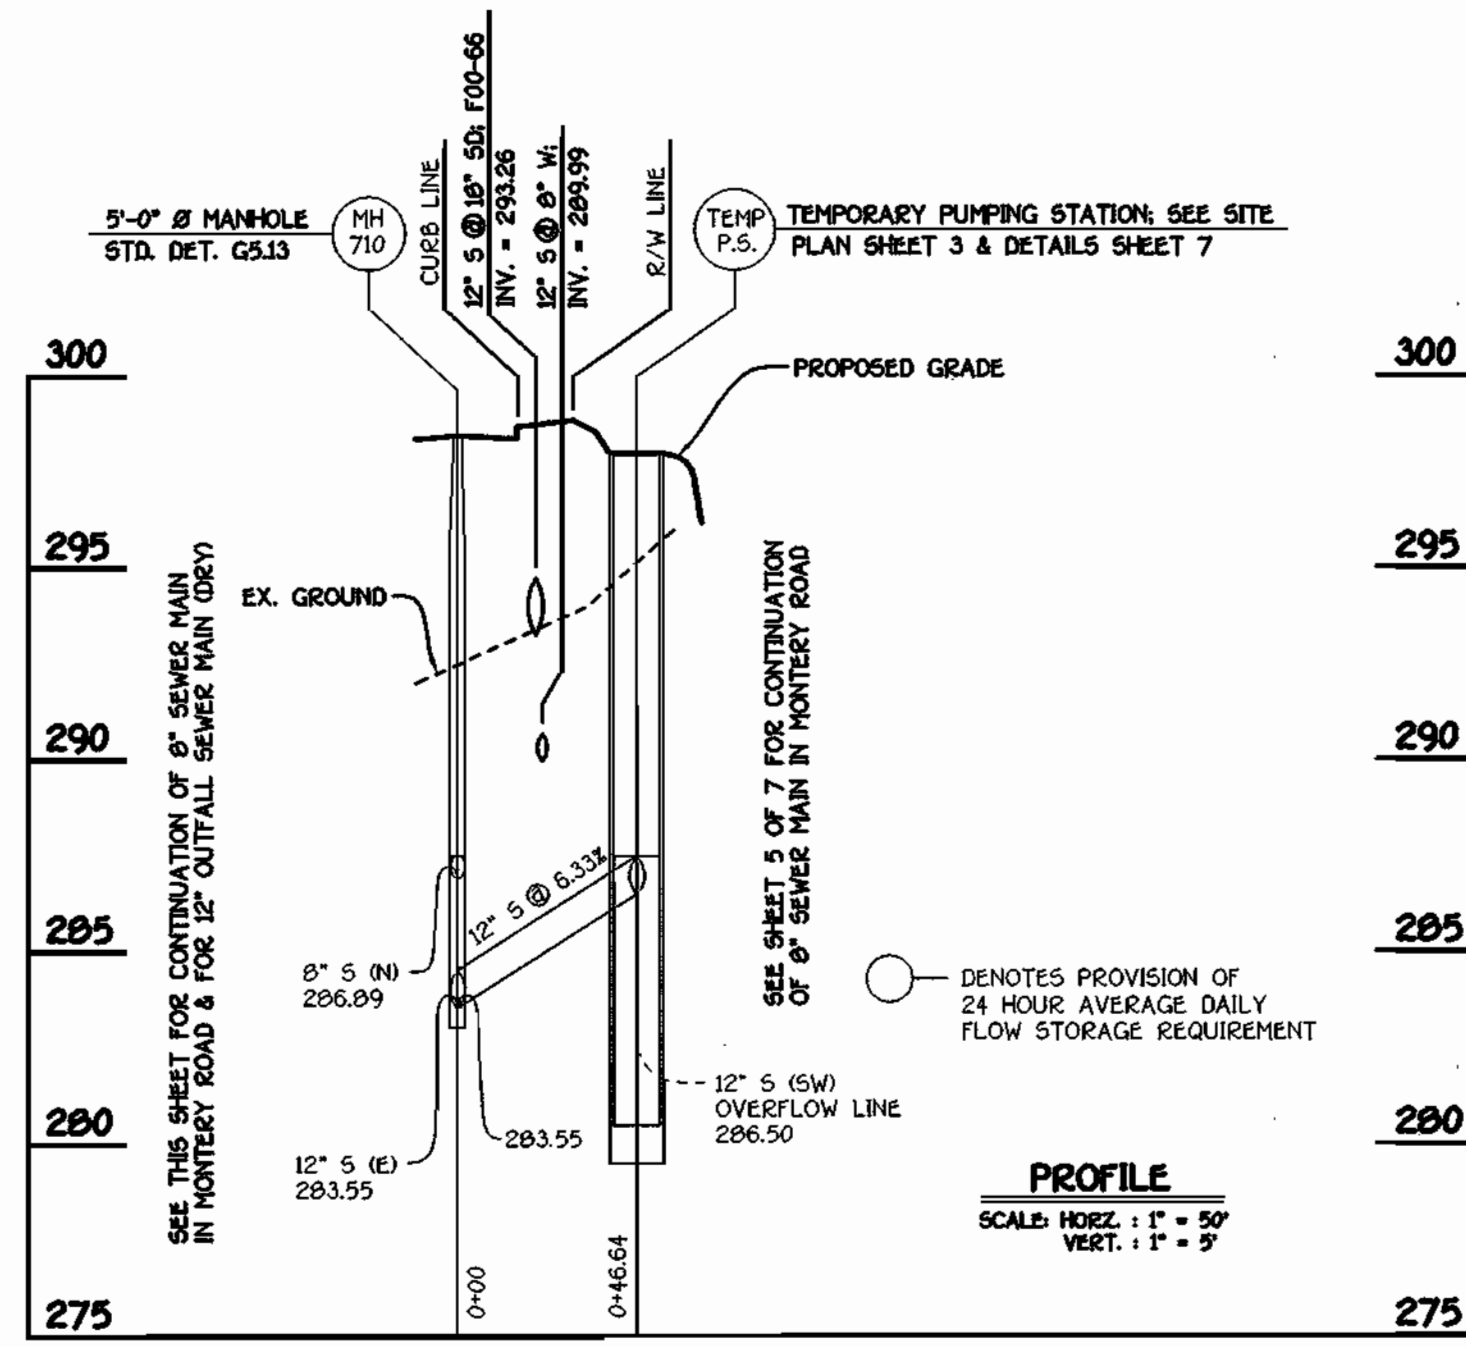 5'-0" Ø MANHOLE
STD. DET. G5.13
MH
710
CURB LINE
12" S @ 18" SD; F00-66
INV. = 293.26
12" S @ 8" W;
INV. = 289.99
R/W LINE
TEMP
P.S.
TEMPORARY PUMPING STATION; SEE SITE
PLAN SHEET 3 & DETAILS SHEET 7
300
300
PROPOSED GRADE
295
295
EX. GROUND
SEE THIS SHEET FOR CONTINUATION OF 8" SEWER MAIN
IN MONTERY ROAD & FOR 12" OUTFALL SEWER MAIN (DRY)
SEE SHEET 5 OF 7 FOR CONTINUATION
OF 8" SEWER MAIN IN MONTERY ROAD
290
290
12" S @ 6.33%
285
285
8" S (N)
286.89
DENOTES PROVISION OF
24 HOUR AVERAGE DAILY
FLOW STORAGE REQUIREMENT
12" S (SW)
OVERFLOW LINE
286.50
280
280
283.55
12" S (E)
283.55
PROFILE
SCALE: HORZ. : 1" = 50'
VERT. : 1" = 5'
0+00
0+46.64
275
275